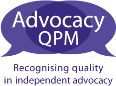 Advocacy
QPM
Recognising quality
in independent advocacy